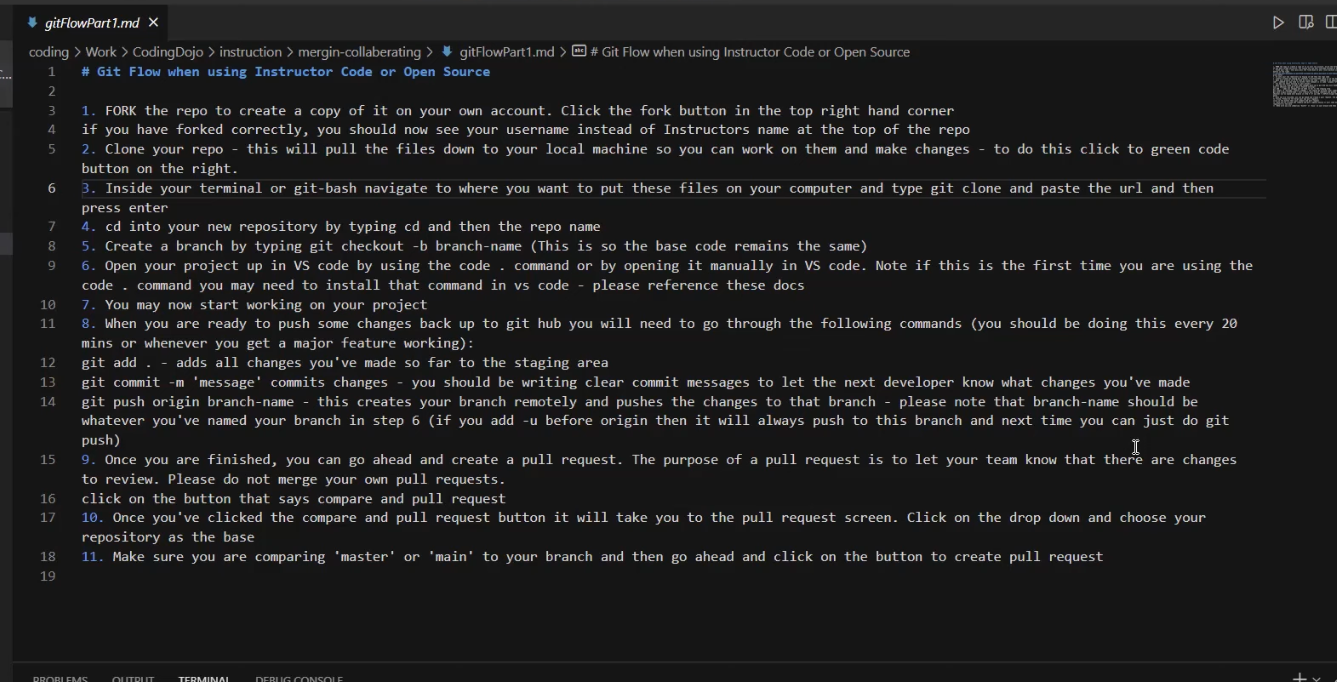 gitFlowPart1.md
coding > Work > CodingDojo > instruction > mergin-collaberating > gitFlowPart1.md > # Git Flow when using Instructor Code or Open Source
1 # Git Flow when using Instructor Code or Open Source
2
3 1. FORK the repo to create a copy of it on your own account. Click the fork button in the top right hand corner
4 if you have forked correctly, you should now see your username instead of Instructors name at the top of the repo
5 2. Clone your repo - this will pull the files down to your local machine so you can work on them and make changes - to do this click to green code
button on the right.
6 3. Inside your terminal or git-bash navigate to where you want to put these files on your computer and type git clone and paste the url and then
press enter
7 4. cd into your new repository by typing cd and then the repo name
8 5. Create a branch by typing git checkout -b branch-name (This is so the base code remains the same)
9 6. Open your project up in VS code by using the code . command or by opening it manually in VS code. Note if this is the first time you are using the
code . command you may need to install that command in vs code - please reference these docs
10 7. You may now start working on your project
11 8. When you are ready to push some changes back up to git hub you will need to go through the following commands (you should be doing this every 20
mins or whenever you get a major feature working):
12 git add . - adds all changes you've made so far to the staging area
13 git commit -m 'message' commits changes - you should be writing clear commit messages to let the next developer know what changes you've made
14 git push origin branch-name - this creates your branch remotely and pushes the changes to that branch - please note that branch-name should be
whatever you've named your branch in step 6 (if you add -u before origin then it will always push to this branch and next time you can just do git
push)
15 9. Once you are finished, you can go ahead and create a pull request. The purpose of a pull request is to let your team know that there are changes
to review. Please do not merge your own pull requests.
16 click on the button that says compare and pull request
17 10. Once you've clicked the compare and pull request button it will take you to the pull request screen. Click on the drop down and choose your
repository as the base
18 11. Make sure you are comparing 'master' or 'main' to your branch and then go ahead and click on the button to create pull request
19
PROBLEMS OUTPUT TERMINAL DEBUG CONSOLE